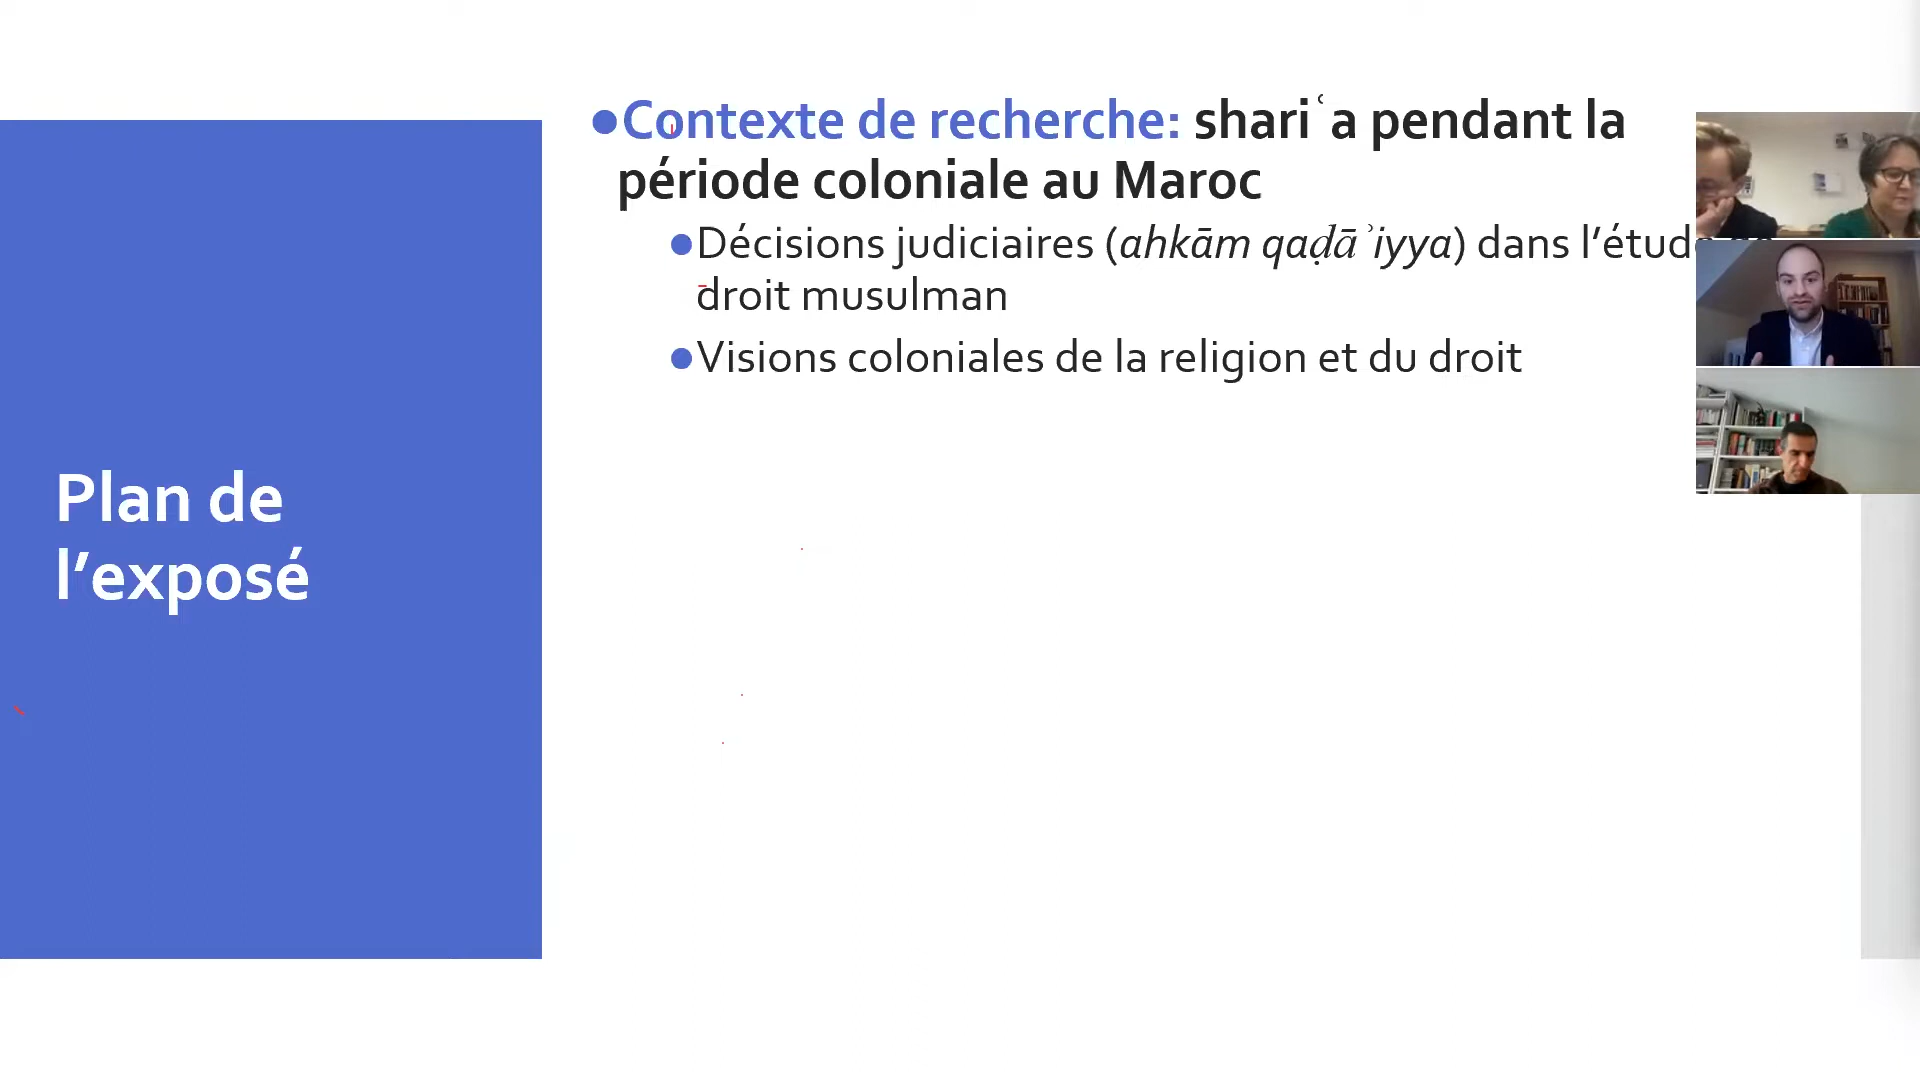 Plan de
l’exposé
●Contexte de recherche: shariʿa pendant la
période coloniale au Maroc
●Décisions judiciaires (ahkām qaḍāʾiyya) dans l’étude
droit musulman
●Visions coloniales de la religion et du droit